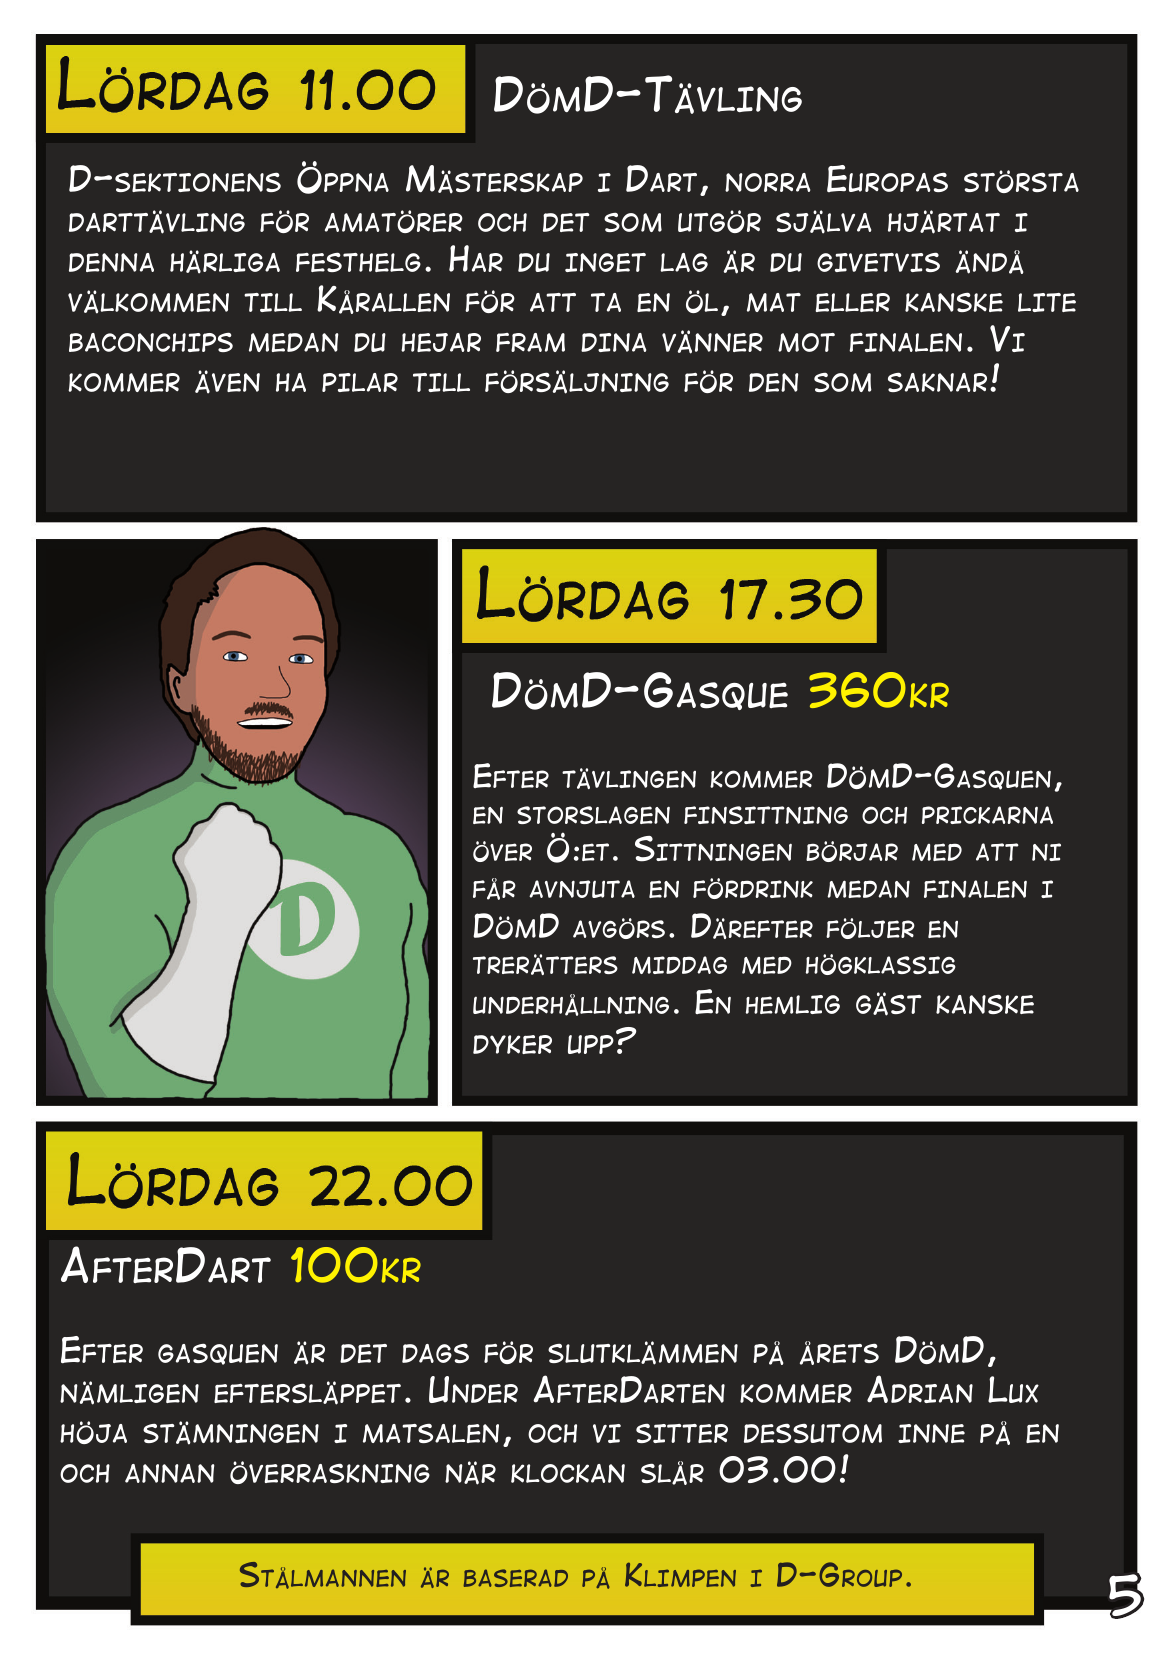 Lördag 11.00
DömD-Tävling
D-sektionens Öppna Mästerskap i Dart, norra Europas största
darttävling för amatörer och det som utgör själva hjärtat i
denna härliga festhelg. Har du inget lag är du givetvis ändå
välkommen till Kårallen för att ta en öl, mat eller kanske lite
baconchips medan du hejar fram dina vänner mot finalen. Vi
kommer även ha pilar till försäljning för den som saknar!
D
Lördag 17.30
DömD-Gasque 360kr
Efter tävlingen kommer DömD-Gasquen,
en storslagen finsittning och prickarna
över Ö:et. Sittningen börjar med att ni
får avnjuta en fördrink medan finalen i
DömD avgörs. Därefter följer en
trerätters middag med högklassig
underhållning. En hemlig gäst kanske
dyker upp?
Lördag 22.00
AfterDart 100kr
Efter gasquen är det dags för slutklämmen på årets DömD,
nämligen eftersläppet. Under AfterDarten kommer Adrian Lux
höja stämningen i matsalen, och vi sitter dessutom inne på en
och annan överraskning när klockan slår 03.00!
Stålmannen är baserad på Klimpen i D-Group.
5